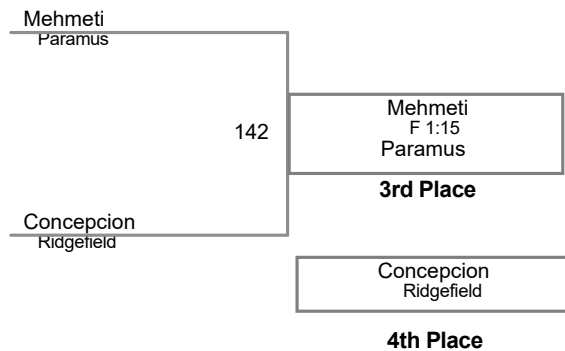 Mehmeti
Paramus
142
Mehmeti
F 1:15
Paramus
3rd Place
Concepcion
Ridgefield
Concepcion
Ridgefield
4th Place